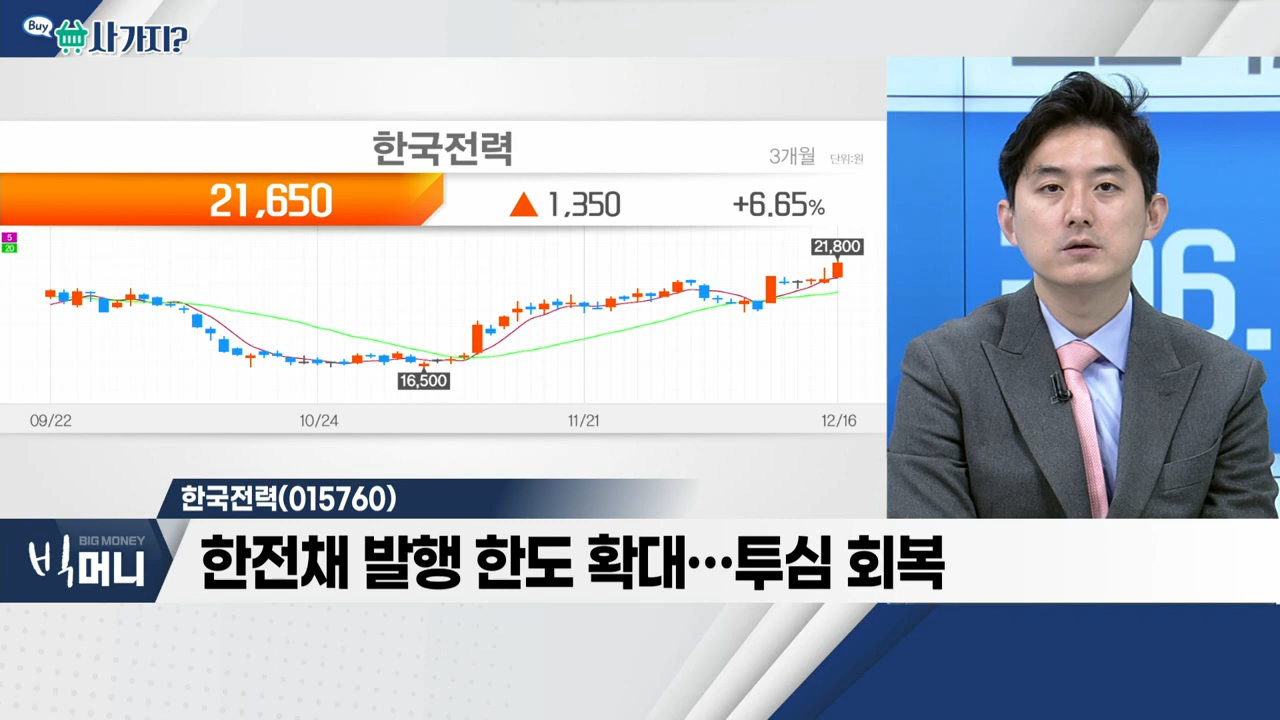 Buy
사가지?
한국전력
3개월 단위:원
21,650 ▲ 1,350 +6.65%
5
20
21,800
16,500
09/22 10/24 11/21 12/16
한국전력(015760)
BIG MONEY
빅머니
한전채 발행 한도 확대…투심 회복